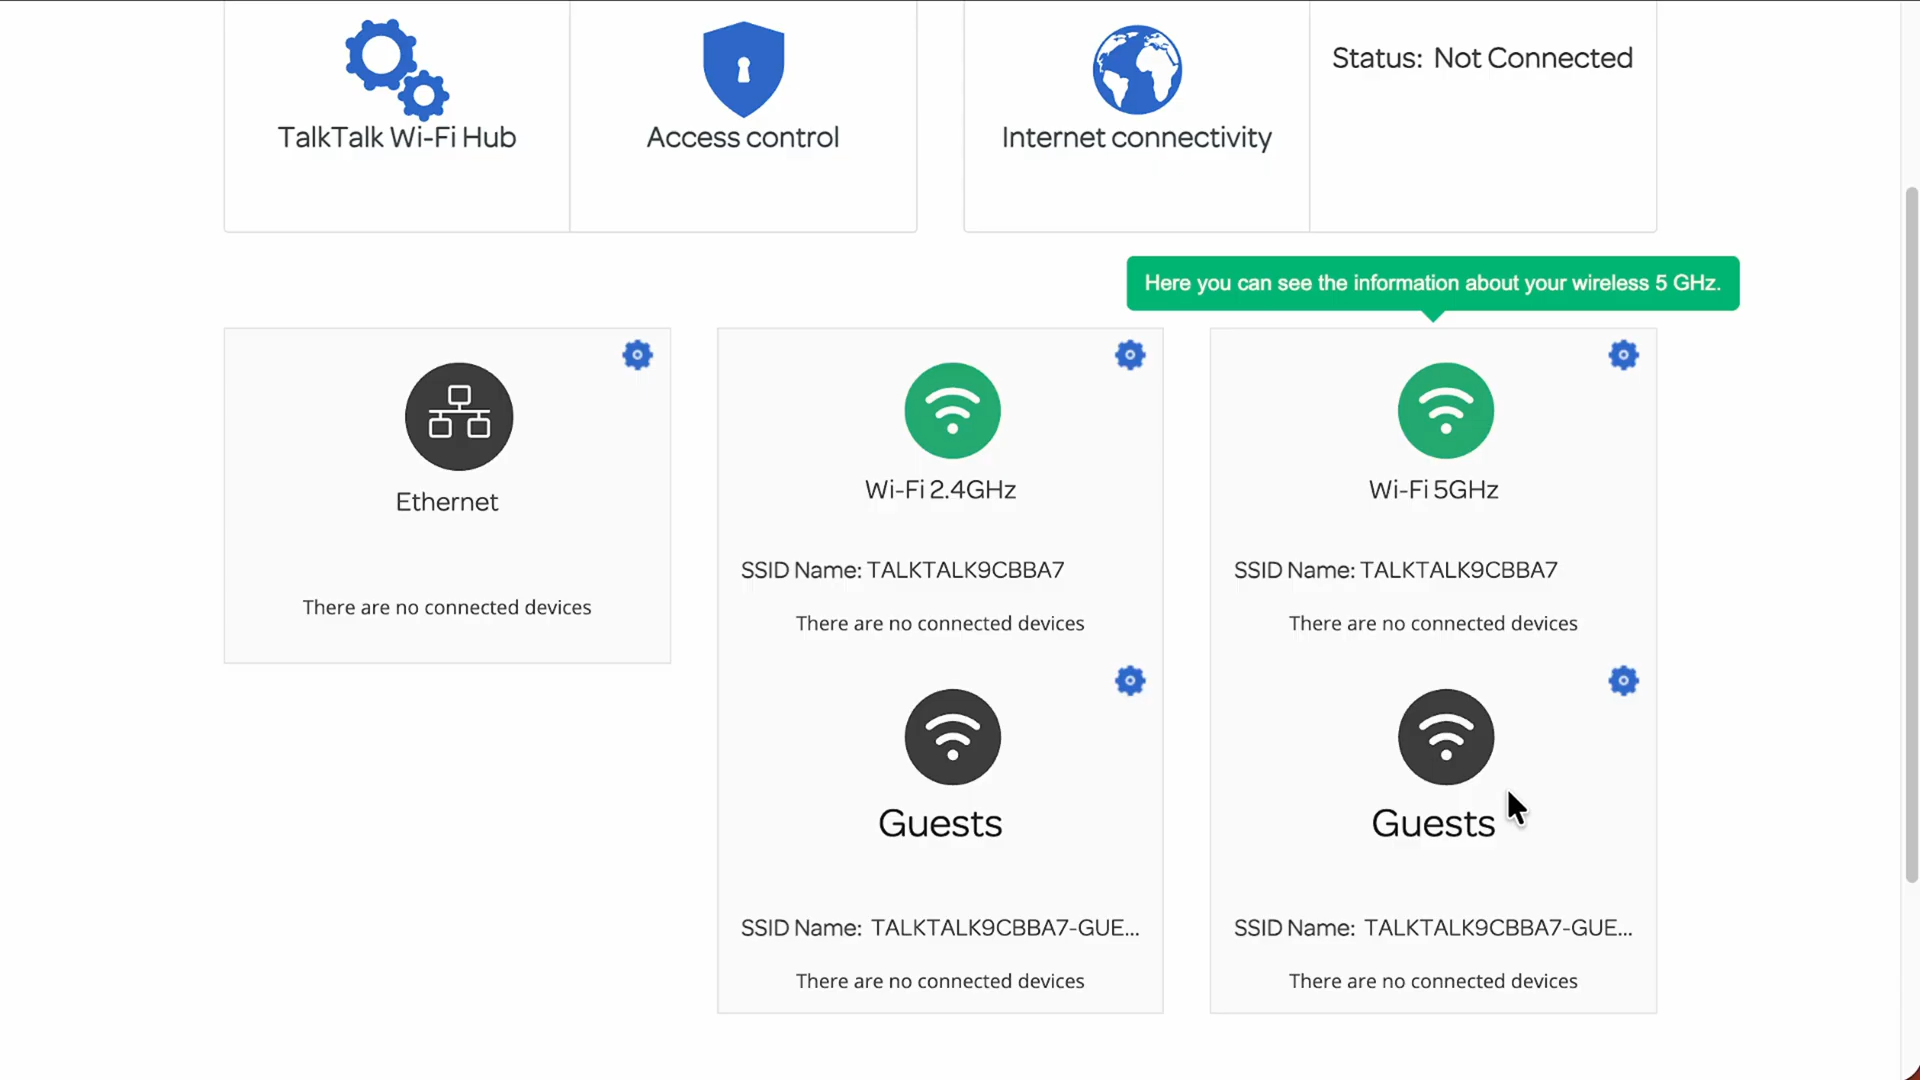 TalkTalk Wi-Fi Hub
Access control
Internet connectivity
Status: Not Connected
Here you can see the information about your wireless 5 GHz.
Ethernet
There are no connected devices
Wi-Fi 2.4GHz
SSID Name: TALKTALK9CBBA7
There are no connected devices
Guests
SSID Name: TALKTALK9CBBA7-GUE...
There are no connected devices
Wi-Fi 5GHz
SSID Name: TALKTALK9CBBA7
There are no connected devices
Guests
SSID Name: TALKTALK9CBBA7-GUE...
There are no connected devices